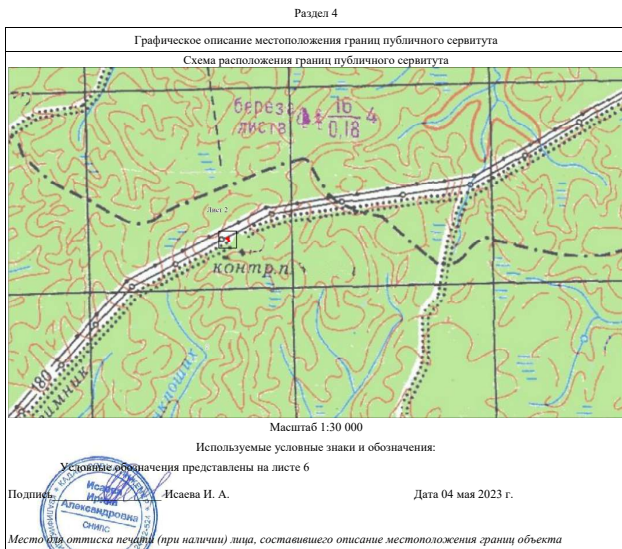 Раздел 4
Графическое описание местоположения границ публичного сервитута
Схема расположения границ публичного сервитута
береза 16 4
листв. 0,18
Лист 2
контр.п.
180
имник
кпоших
Масштаб 1:30 000
Используемые условные знаки и обозначения:
Условные обозначения представлены на листе 6
Подпись Исаева И. А. Дата 04 мая 2023 г.
Исаева
Ирина
Александровна
СНИЛС
Место для оттиска печати (при наличии) лица, составившего описание местоположения границ объекта